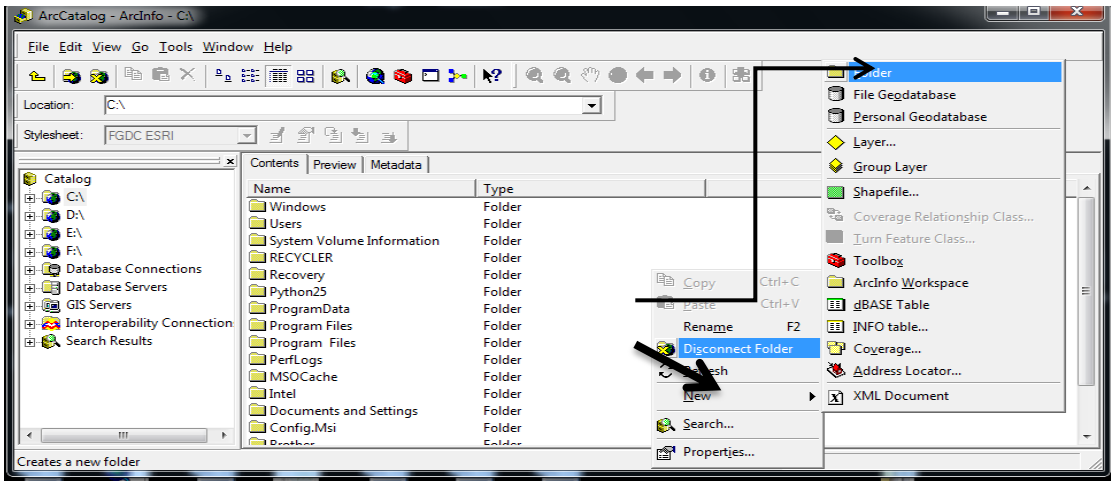 ArcCatalog - ArcInfo - C:\
File Edit View Go Tools Window Help
Location: C:\
Stylesheet: FGDC ESRI
Catalog
C:\
D:\
E:\
F:\
Database Connections
Database Servers
GIS Servers
Interoperability Connection
Search Results
Contents Preview Metadata
Name Type
Windows Folder
Users Folder
System Volume Information Folder
RECYCLER Folder
Recovery Folder
Python25 Folder
ProgramData Folder
Program Files Folder
Program Files Folder
PerfLogs Folder
MSOCache Folder
Intel Folder
Documents and Settings Folder
Config.Msi Folder
Brother Folder
Copy Ctrl+C
Paste Ctrl+V
Rename F2
Disconnect Folder
Refresh
New
Search...
Properties...
Folder
File Geodatabase
Personal Geodatabase
Layer...
Group Layer
Shapefile...
Coverage Relationship Class...
Turn Feature Class...
Toolbox
ArcInfo Workspace
dBASE Table
INFO table...
Coverage...
Address Locator...
XML Document
Creates a new folder